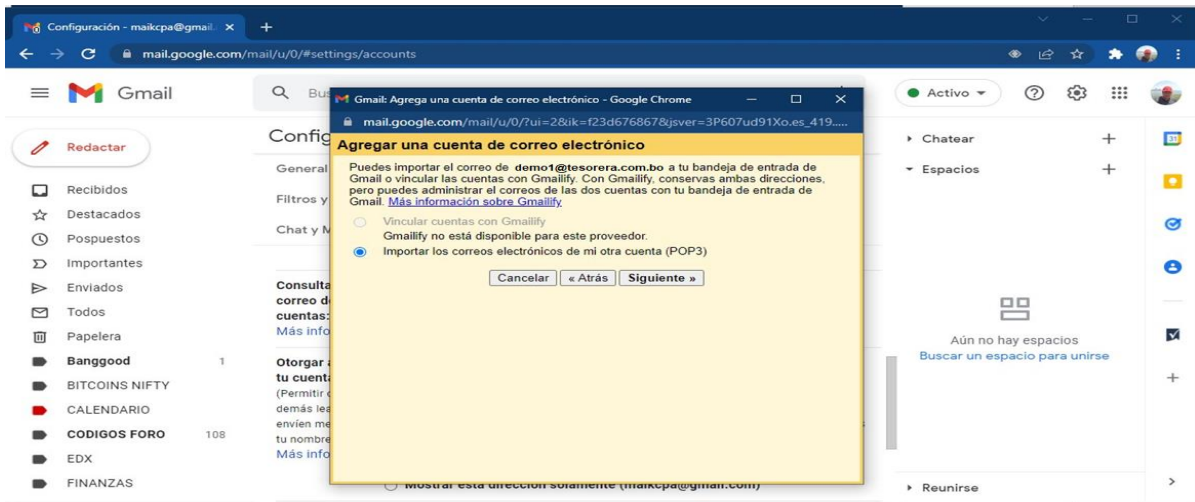 Configuración - maikcpa@gmail.
mail.google.com/mail/u/0/#settings/accounts
Gmail
Bus
Activo
Redactar
Recibidos
Destacados
Pospuestos
Importantes
Enviados
Todos
Papelera
Banggood 1
BITCOINS NIFTY
CALENDARIO
CODIGOS FORO 108
EDX
FINANZAS
Config
General
Filtros y
Chat y M
Consulta
correo d
cuentas:
Más info
Otorgar a
tu cuenta
(Permitir
demás lea
envíen me
tu nombre
Más info
Mostrar esta dirección solamente (maikcpa@gmail.com)
Gmail: Agrega una cuenta de correo electrónico - Google Chrome
mail.google.com/mail/u/0/?ui=2&ik=f23d676867&jsver=3P607ud91Xo.es_419.....
Agregar una cuenta de correo electrónico
Puedes importar el correo de demo1@tesorera.com.bo a tu bandeja de entrada de
Gmail o vincular las cuentas con Gmailify. Con Gmailify, conservas ambas direcciones,
pero puedes administrar el correos de las dos cuentas con tu bandeja de entrada de
Gmail. Más información sobre Gmailify
Vincular cuentas con Gmailify
Gmailify no está disponible para este proveedor.
Importar los correos electrónicos de mi otra cuenta (POP3)
Cancelar « Atrás Siguiente »
Chatear
Espacios
Aún no hay espacios
Buscar un espacio para unirse
Reunirse
31